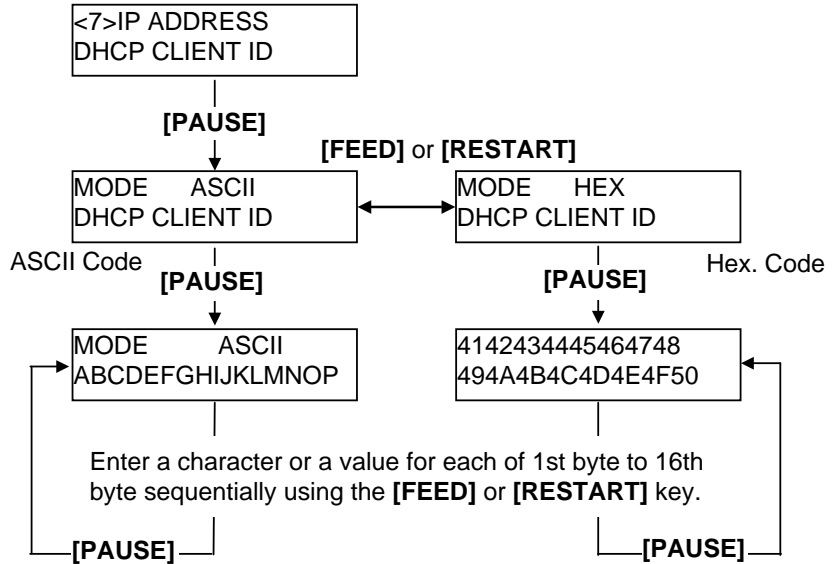 <7>IP ADDRESS
DHCP CLIENT ID
[PAUSE]
[FEED] or [RESTART]
MODE ASCII
DHCP CLIENT ID
MODE HEX
DHCP CLIENT ID
ASCII Code
[PAUSE]
[PAUSE]
Hex. Code
MODE ASCII
ABCDEFGHIJKLMNOP
4142434445464748
494A4B4C4D4E4F50
Enter a character or a value for each of 1st byte to 16th
byte sequentially using the [FEED] or [RESTART] key.
[PAUSE]
[PAUSE]